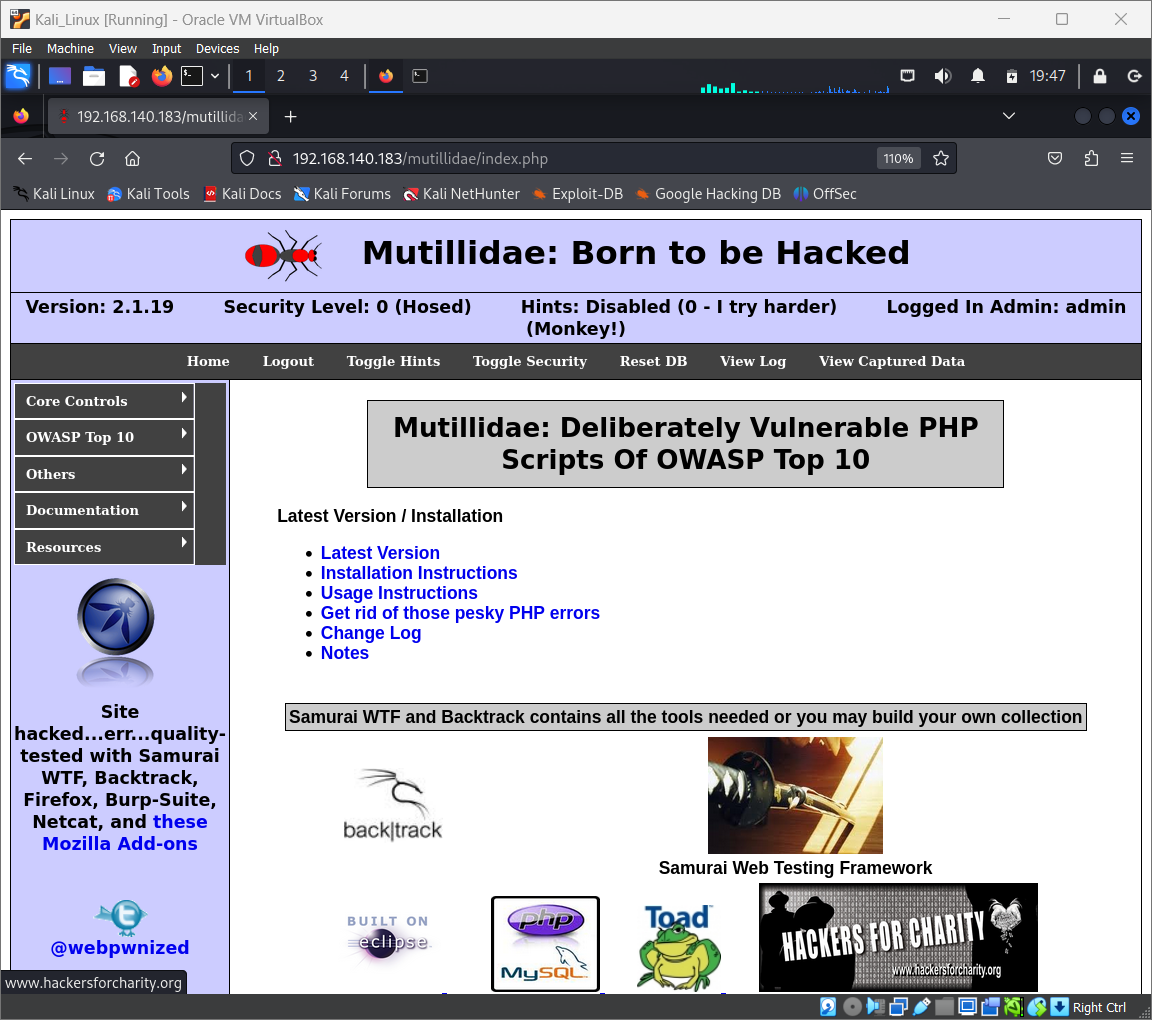 Kali_Linux [Running] - Oracle VM VirtualBox
File Machine View Input Devices Help
1 2 3 4 19:47
192.168.140.183/mutillida
192.168.140.183/mutillidae/index.php 110%
Kali Linux Kali Tools Kali Docs Kali Forums Kali NetHunter Exploit-DB Google Hacking DB OffSec
Mutillidae: Born to be Hacked
Version: 2.1.19 Security Level: 0 (Hosed) Hints: Disabled (0 - I try harder) Logged In Admin: admin
(Monkey!)
Home Logout Toggle Hints Toggle Security Reset DB View Log View Captured Data
Core Controls
OWASP Top 10
Others
Documentation
Resources
Site
hacked...err...quality-
tested with Samurai
WTF, Backtrack,
Firefox, Burp-Suite,
Netcat, and these
Mozilla Add-ons
@webpwnized
Mutillidae: Deliberately Vulnerable PHP
Scripts Of OWASP Top 10
Latest Version / Installation
Latest Version
Installation Instructions
Usage Instructions
Get rid of those pesky PHP errors
Change Log
Notes
Samurai WTF and Backtrack contains all the tools needed or you may build your own collection
back|track
Samurai Web Testing Framework
BUILT ON
eclipse
php
MySQL
Toad
HACKERS FOR CHARITY
www.hackersforcharity.org
www.hackersforcharity.org
Right Ctrl